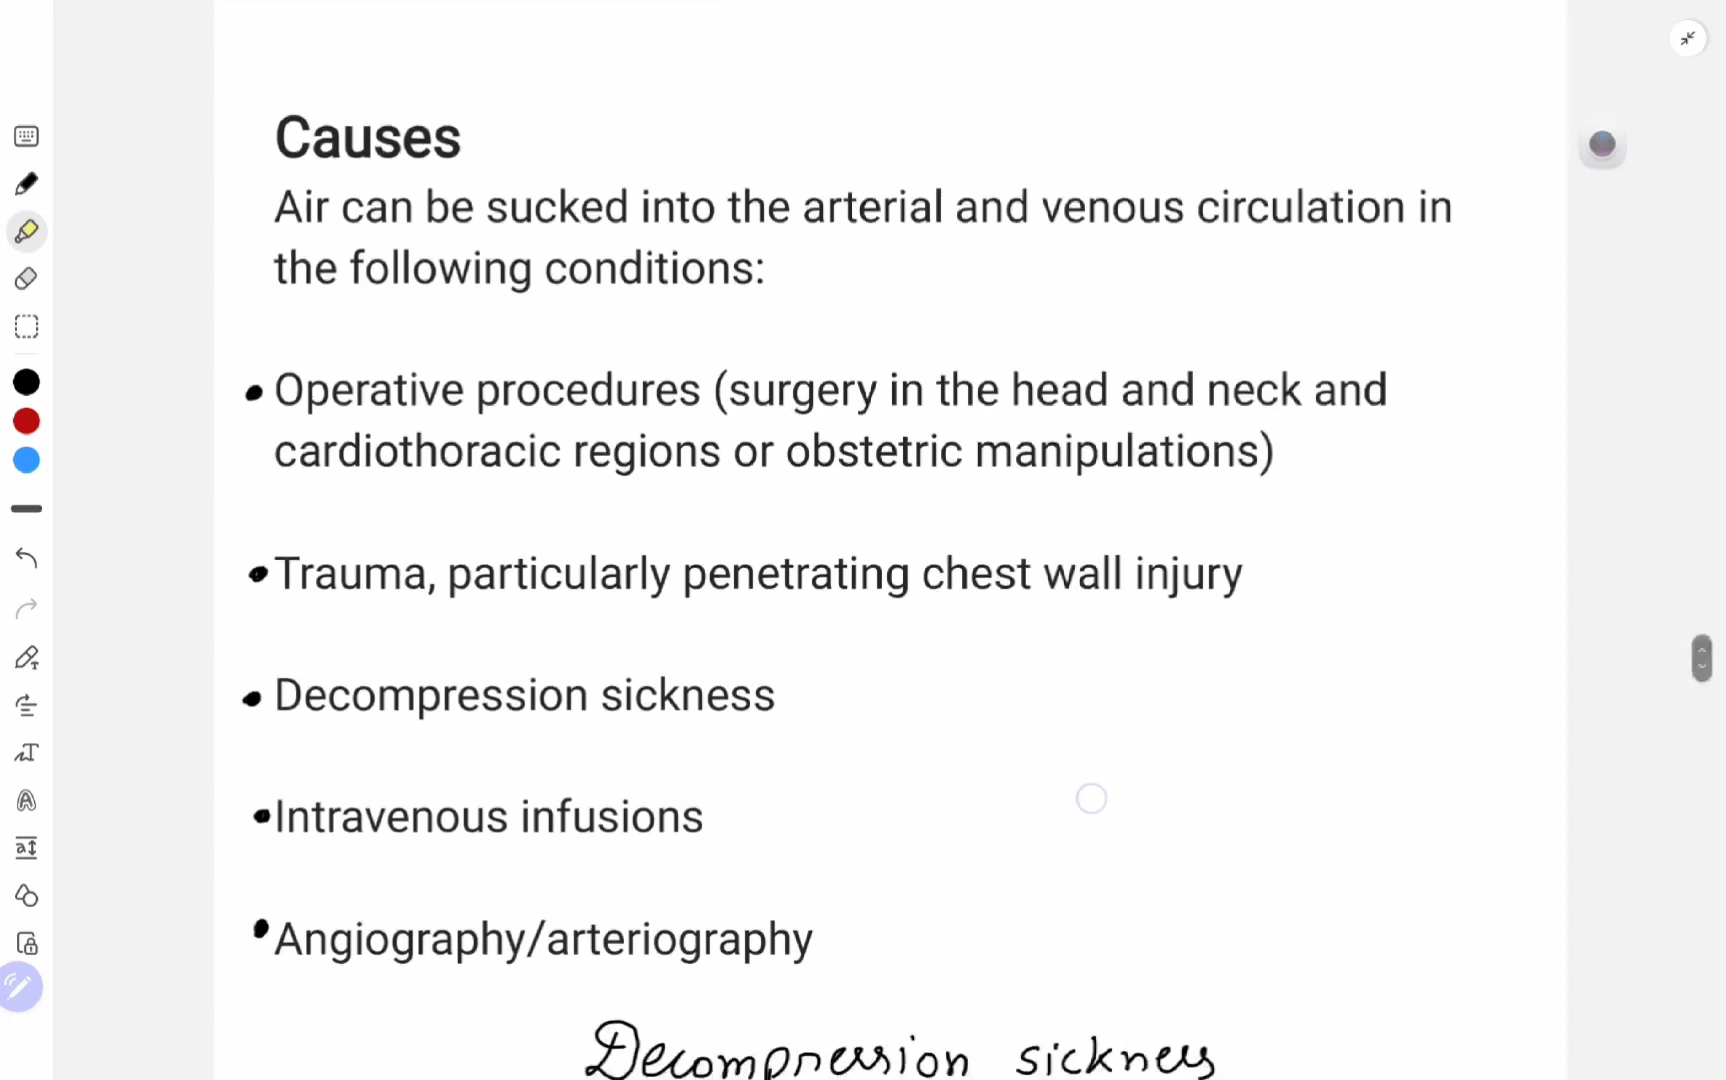 Causes
Air can be sucked into the arterial and venous circulation in
the following conditions:
• Operative procedures (surgery in the head and neck and
cardiothoracic regions or obstetric manipulations)
• Trauma, particularly penetrating chest wall injury
• Decompression sickness
• Intravenous infusions
• Angiography/arteriography
Decompression sickness